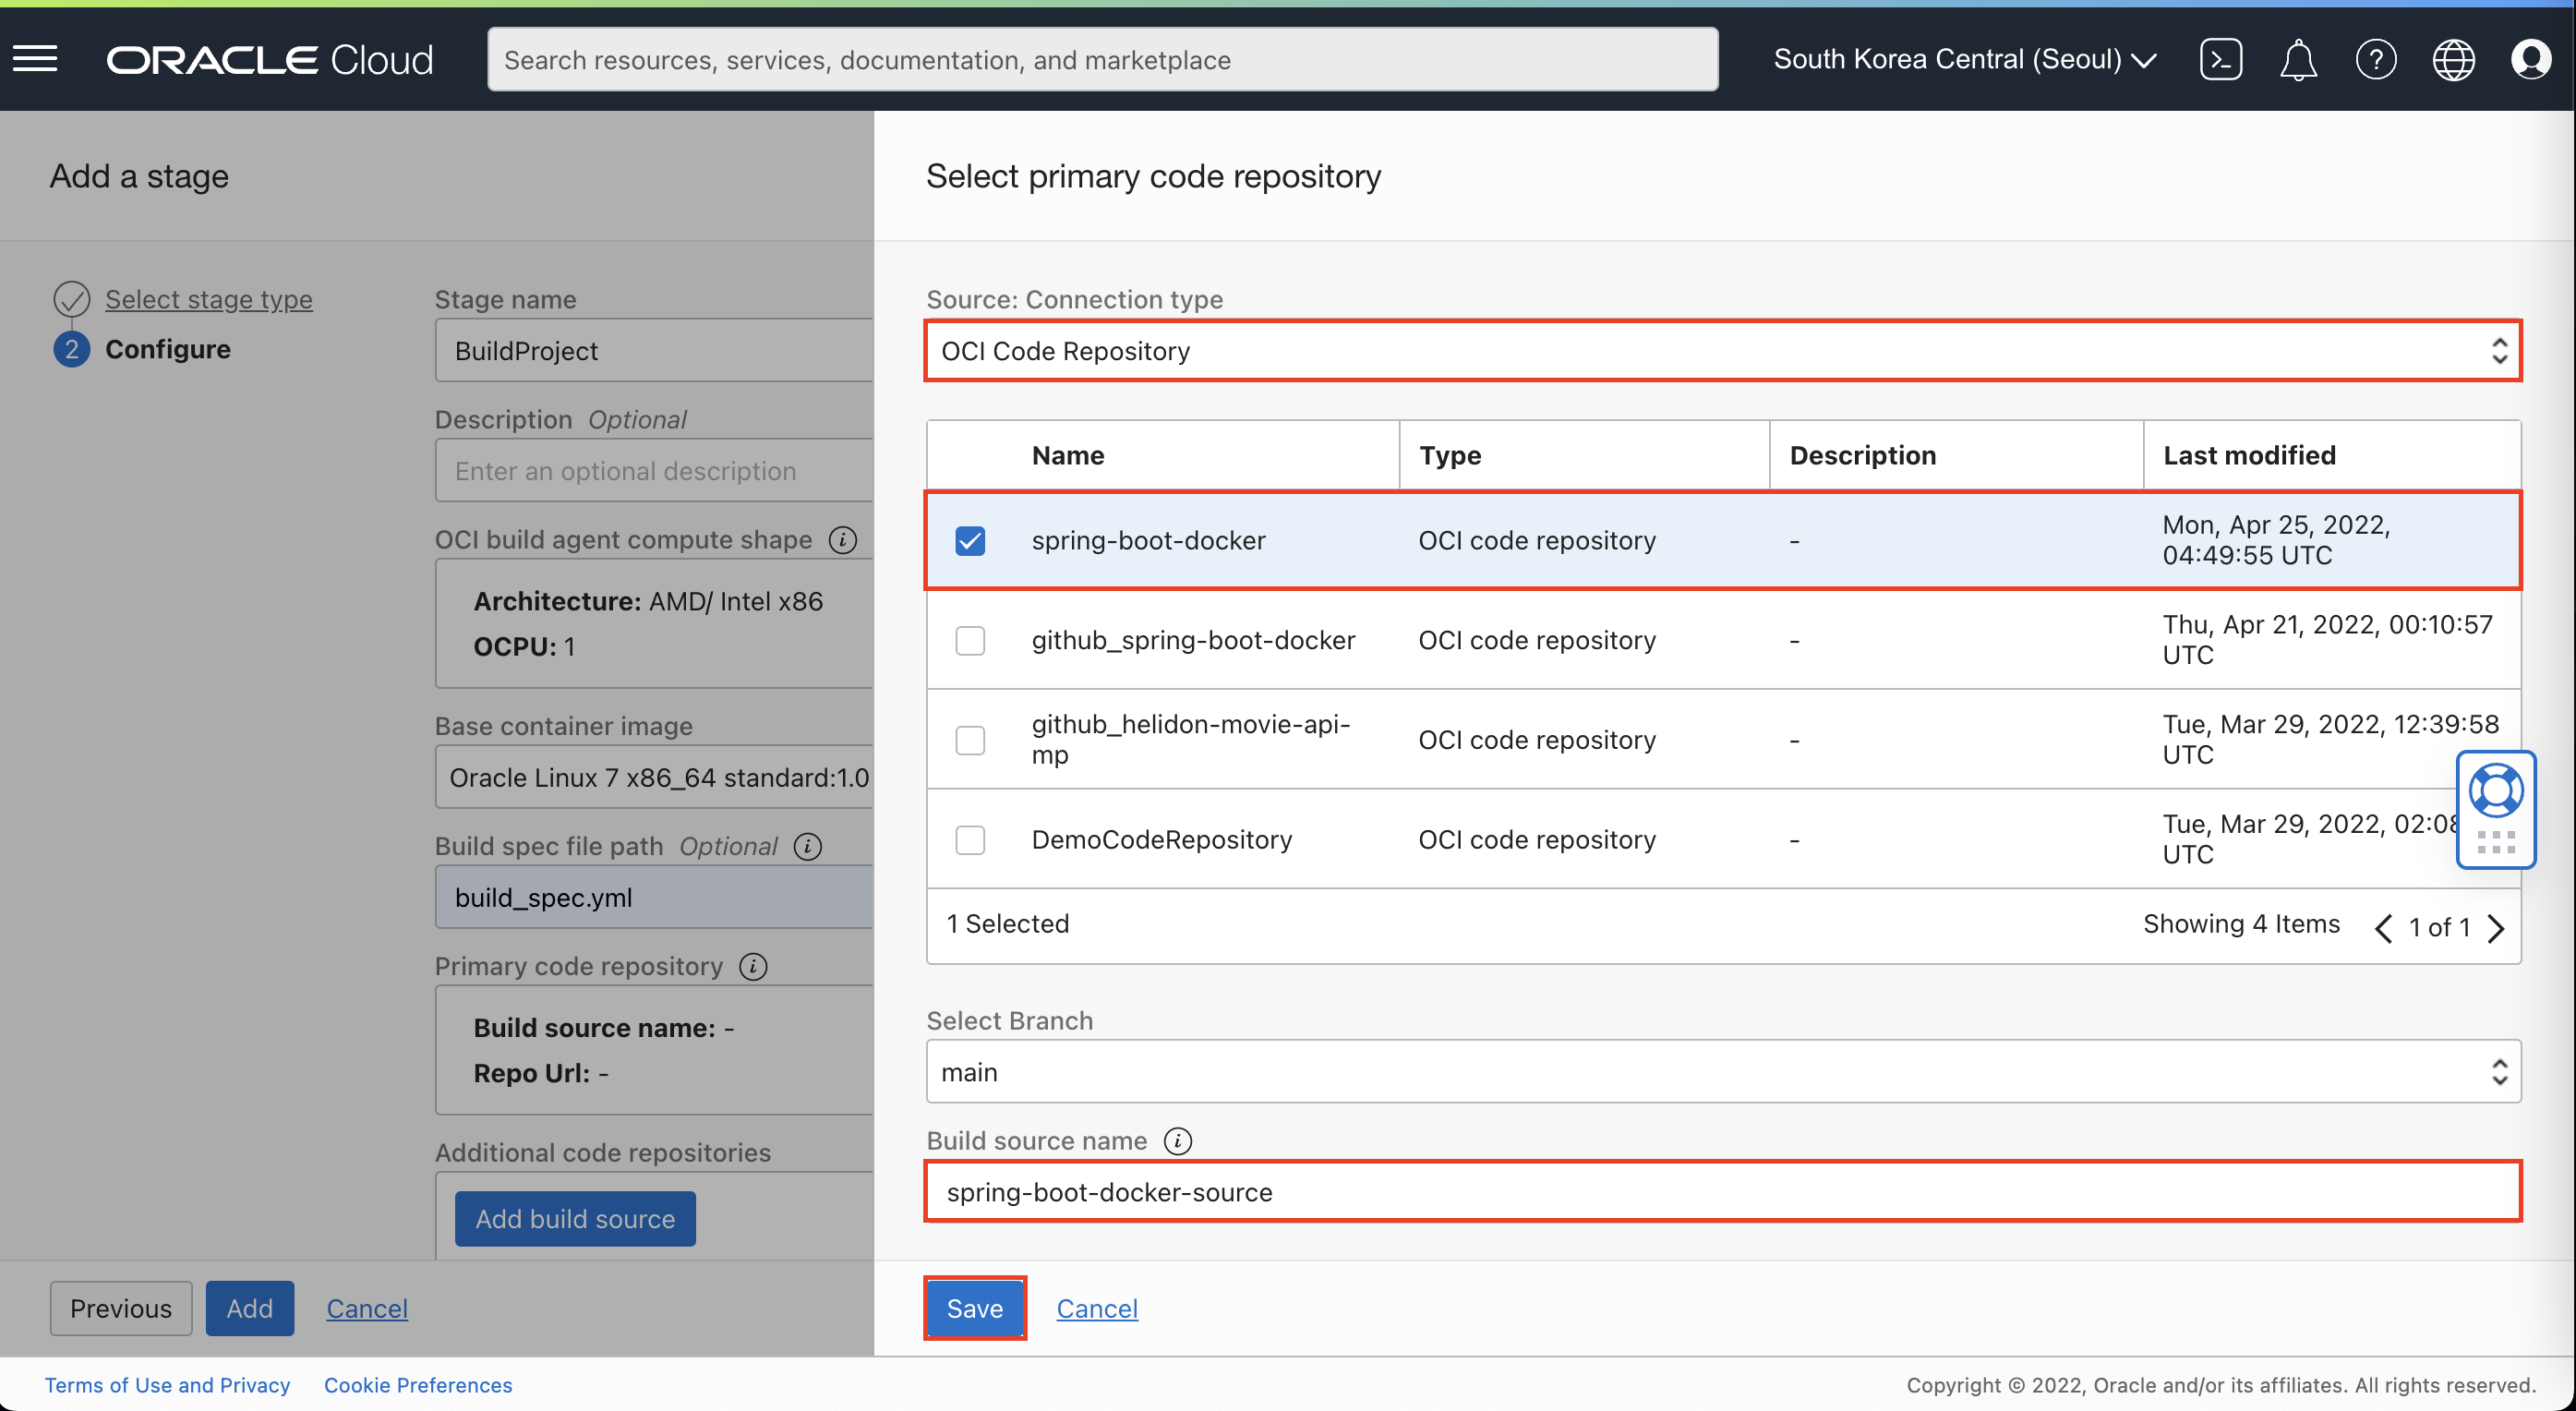 ORACLE Cloud
Search resources, services, documentation, and marketplace
South Korea Central (Seoul)
Add a stage
Select stage type
2 Configure
Stage name
BuildProject
Description Optional
Enter an optional description
OCI build agent compute shape
Architecture: AMD/ Intel x86
OCPU: 1
Base container image
Oracle Linux 7 x86_64 standard:1.0
Build spec file path Optional
build_spec.yml
Primary code repository
Build source name: -
Repo Url: -
Additional code repositories
Add build source
Previous Add Cancel
Select primary code repository
Source: Connection type
OCI Code Repository
Name Type Description Last modified
spring-boot-docker OCI code repository - Mon, Apr 25, 2022,
04:49:55 UTC
github_spring-boot-docker OCI code repository - Thu, Apr 21, 2022, 00:10:57
UTC
github_helidon-movie-api- OCI code repository - Tue, Mar 29, 2022, 12:39:58
mp UTC
DemoCodeRepository OCI code repository - Tue, Mar 29, 2022,
UTC
1 Selected Showing 4 Items 1 of 1
Select Branch
main
Build source name
spring-boot-docker-source
Save Cancel
Terms of Use and Privacy Cookie Preferences
Copyright © 2022, Oracle and/or its affiliates. All rights reserved.